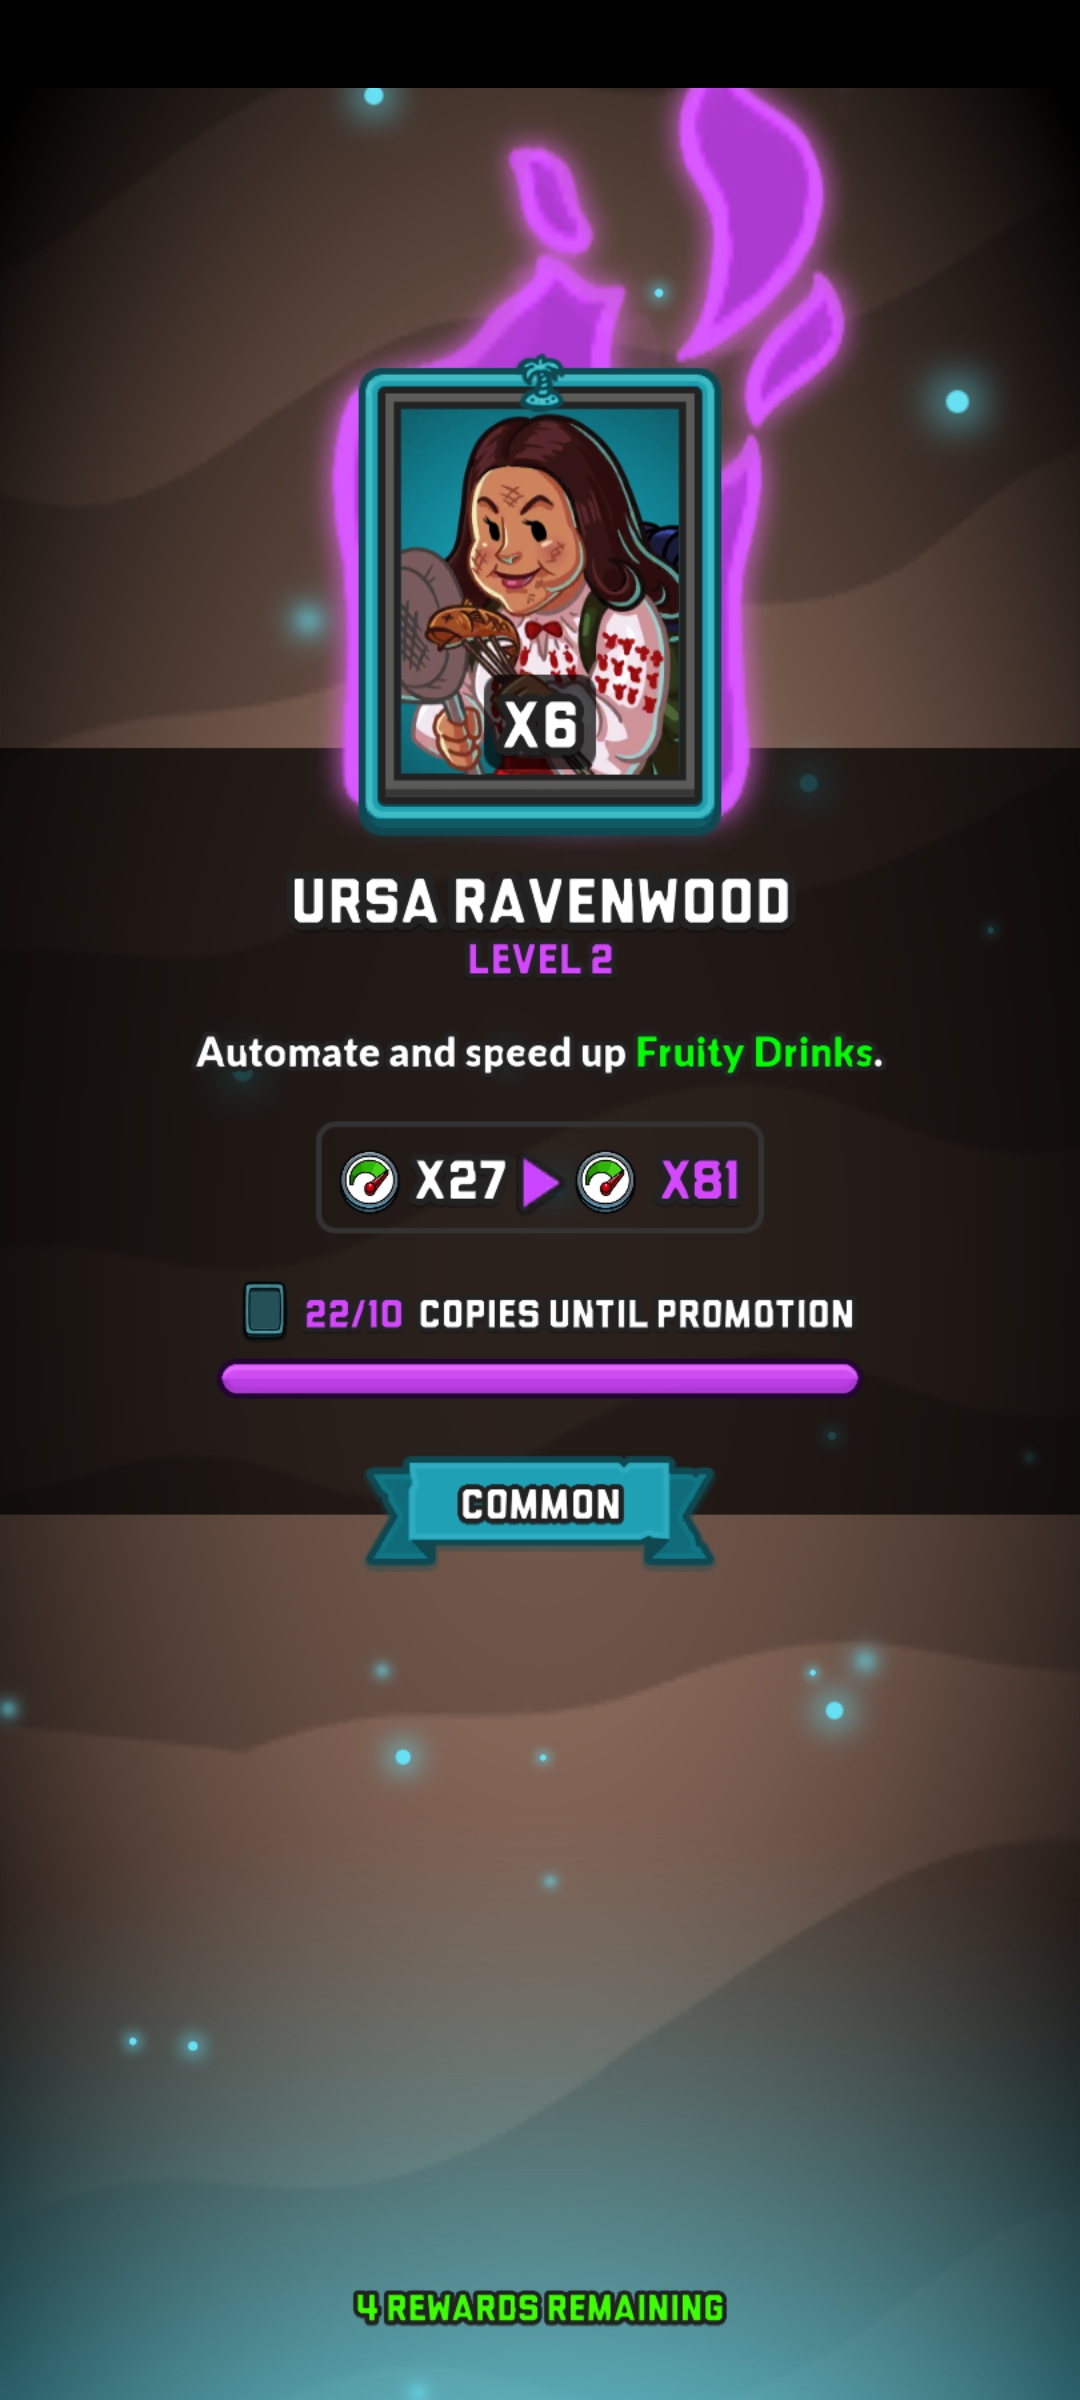 X6
URSA RAVENWOOD
LEVEL 2
Automate and speed up Fruity Drinks.
X27 X81
22/10 COPIES UNTIL PROMOTION
COMMON
4 REWARDS REMAINING